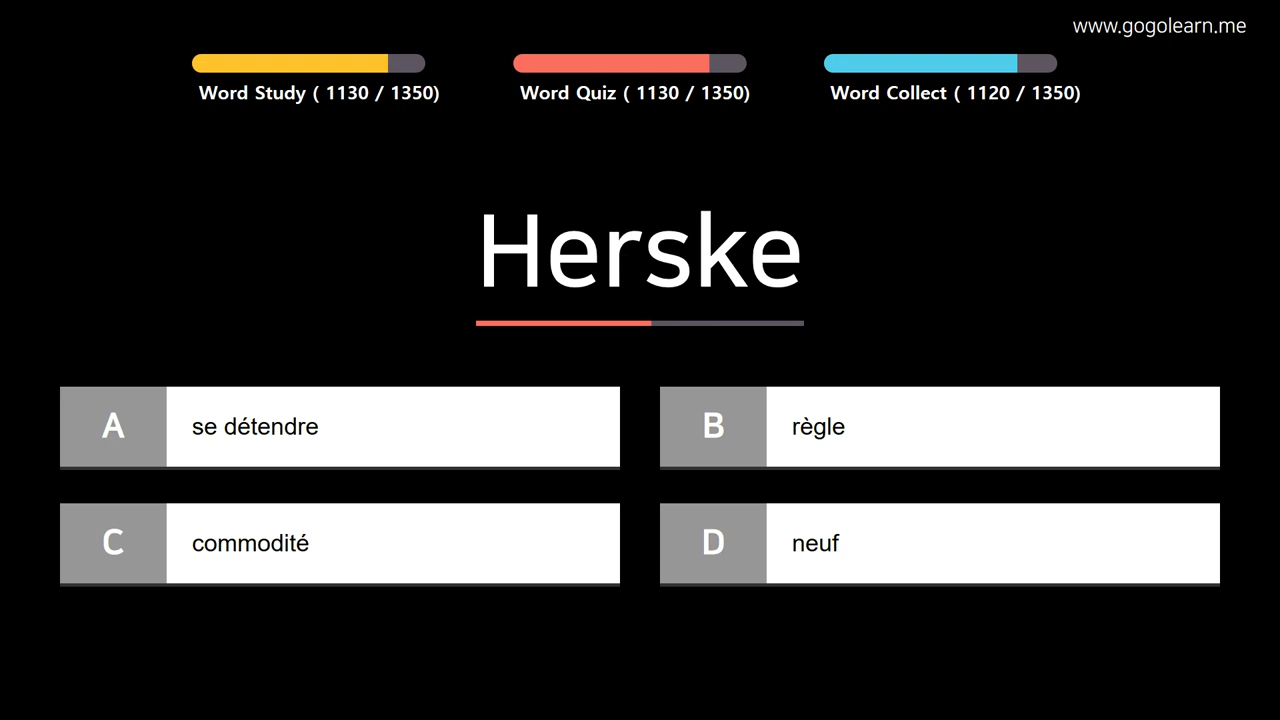 www.gogolearn.me
Word Study ( 1130 / 1350)
Word Quiz ( 1130 / 1350)
Word Collect ( 1120 / 1350)
Herske
A se détendre
B règle
C commodité
D neuf